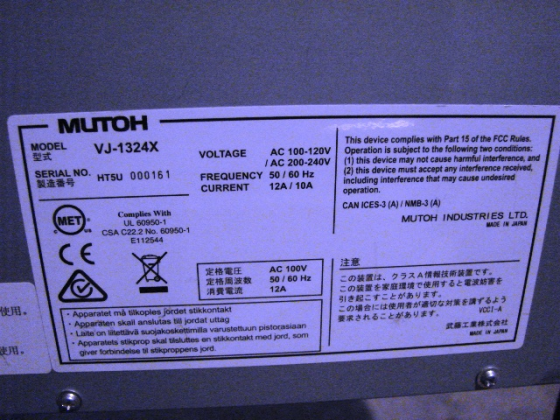 MUTOH
MODEL VJ-1324X
型式
SERIAL NO. HT5U 000161
製造番号
VOLTAGE AC 100-120V
/ AC 200-240V
FREQUENCY 50 / 60 Hz
CURRENT 12A / 10A
This device complies with Part 15 of the FCC Rules.
Operation is subject to the following two conditions:
(1) this device may not cause harmful interference, and
(2) this device must accept any interference received,
including interference that may cause undesired
operation.
CAN ICES-3 (A) / NMB-3 (A)
MUTOH INDUSTRIES LTD.
MADE IN JAPAN
MET
Complies With
UL 60950-1
CSA C22.2 No. 60950-1
E112544
CE
定格電圧 AC 100V
定格周波数 50 / 60 Hz
消費電流 12A
注意
この装置は、クラスA情報技術装置です。
この装置を家庭環境で使用すると電波妨害を
引き起こすことがあります。
この場合には使用者が適切な対策を講ずるよう
要求されることがあります。 VCCI-A
武藤工業株式会社
MADE IN JAPAN
・Apparatet må tilkoples jordet stikkontakt
・Apparaten skall anslutas till jordat uttag
・Laite on liitettävä suojakoskettimilla varustettuun pistorasiaan
・Apparatets stikprop skal tilsluttes en stikkontakt med jord, som
giver forbindelse til stikproppens jord.
使用。
使用。